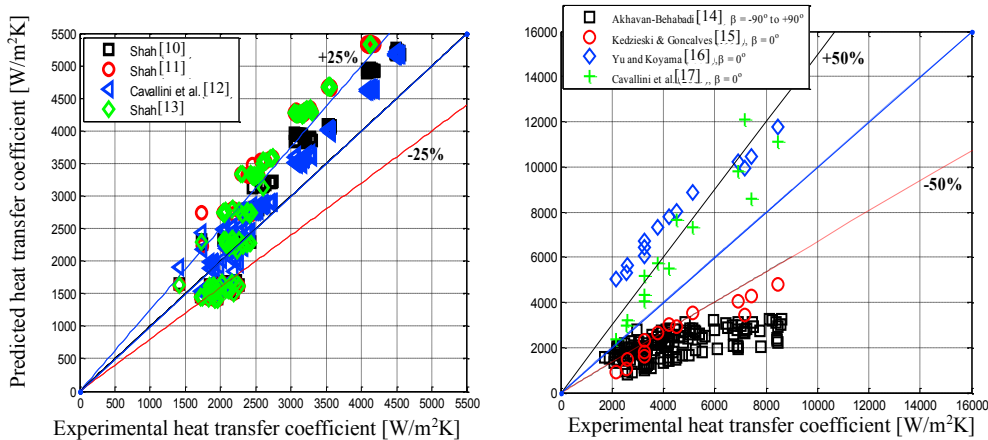 Predicted heat transfer coefficient [W/m²K]
5500
5000
4500
4000
3500
3000
2500
2000
1500
1000
500
0
Shah [10]
Shah [11]
Cavallini et al. [12]
Shah [13]
+25%
-25%
0 500 1000 1500 2000 2500 3000 3500 4000 4500 5000 5500
Experimental heat transfer coefficient [W/m²K]
16000
14000
12000
10000
8000
6000
4000
2000
0
Akhavan-Behabadi [14], β = -90° to +90°
Kedzieski & Goncalves [15], β = 0°
Yu and Koyama [16], β = 0°
Cavallini et al. [17], β = 0°
+50%
-50%
0 2000 4000 6000 8000 10000 12000 14000 16000
Experimental heat transfer coefficient [W/m²K]